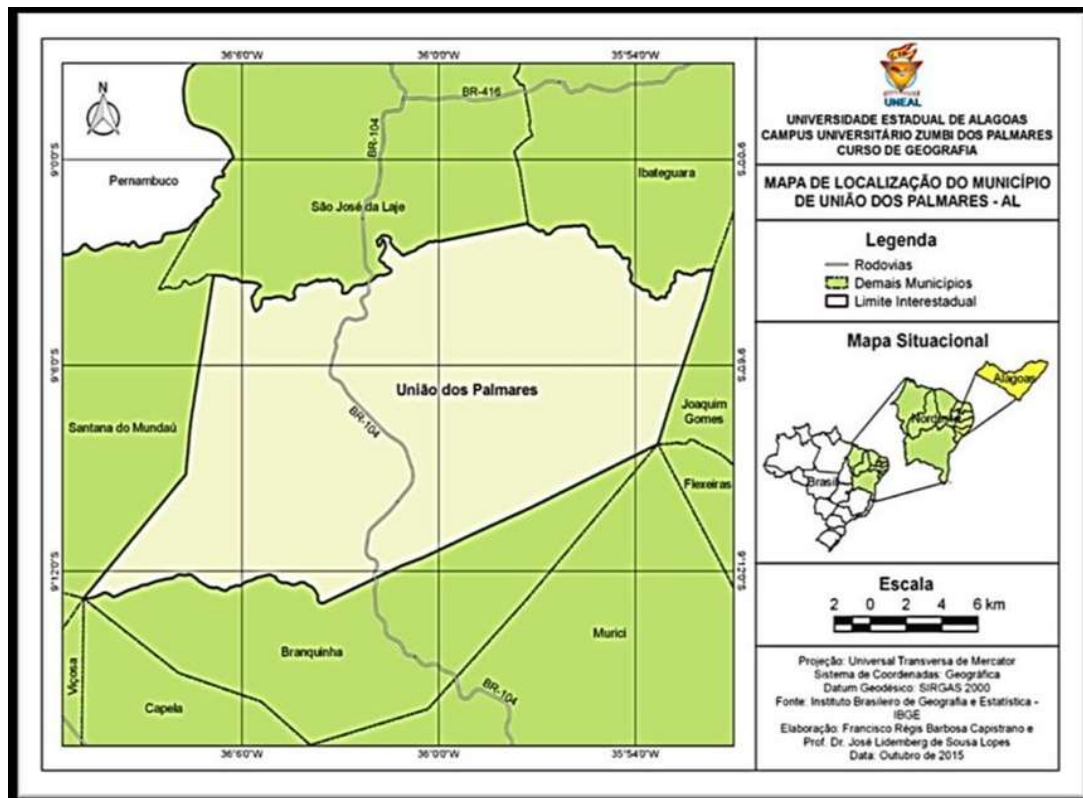 36°6'0"W
36°0'0"W
35°54'0"W
N
BR-416
BR-104
9°0'0"S
9°0'0"S
Pernambuco
Ibateguara
São José da Laje
9°6'0"S
9°6'0"S
União dos Palmares
BR-104
Santana do Mundaú
Joaquim
Gomes
Flexeiras
9°12'0"S
9°12'0"S
Murici
Branquinha
Viçosa
BR-104
Capela
36°6'0"W
36°0'0"W
35°54'0"W
UNEAL
UNIVERSIDADE ESTADUAL DE ALAGOAS
CAMPUS UNIVERSITÁRIO ZUMBI DOS PALMARES
CURSO DE GEOGRAFIA
MAPA DE LOCALIZAÇÃO DO MUNICÍPIO
DE UNIÃO DOS PALMARES - AL
Legenda
Rodovias
Demais Municípios
Limite Interestadual
Mapa Situacional
Alagoas
Nordeste
Brasil
Escala
2 0 2 4 6 km
Projeção: Universal Transversa de Mercator
Sistema de Coordenadas: Geográfica
Datum Geodésico: SIRGAS 2000
Fonte: Instituto Brasileiro de Geografia e Estatística -
IBGE
Elaboração: Francisco Régis Barbosa Capistrano e
Prof. Dr. José Lidemberg de Sousa Lopes
Data: Outubro de 2015